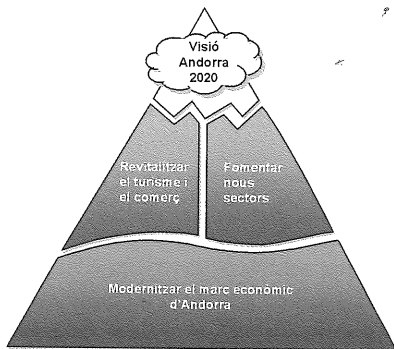 Visió
Andorra
2020
Revitalitzar
el turisme i
el comerç
Fomentar
nous
sectors
Modernitzar el marc econòmic
d'Andorra